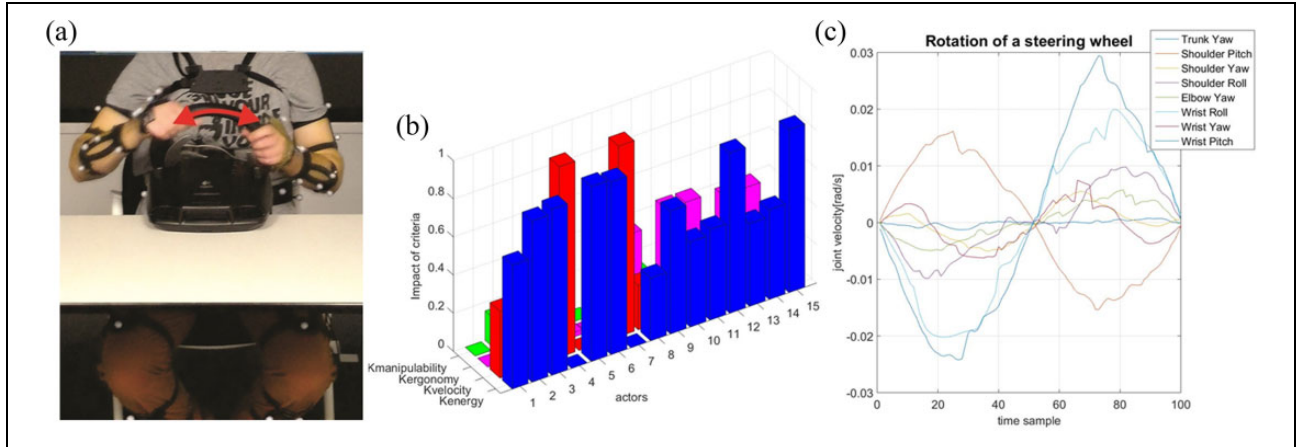 (a)
(b)
Impact of criteria
1
0.8
0.6
0.4
0.2
0
Kmanipulability
Kergonomy
Kvelocity
Kenergy
1
2
3
4
5
6
7
8
9
10
11
12
13
14
15
actors
(c)
Rotation of a steering wheel
Trunk Yaw
Shoulder Pitch
Shoulder Yaw
Shoulder Roll
Elbow Yaw
Wrist Roll
Wrist Yaw
Wrist Pitch
joint velocity[rad/s]
0.03
0.02
0.01
0
-0.01
-0.02
-0.03
0
20
40
60
80
100
time sample